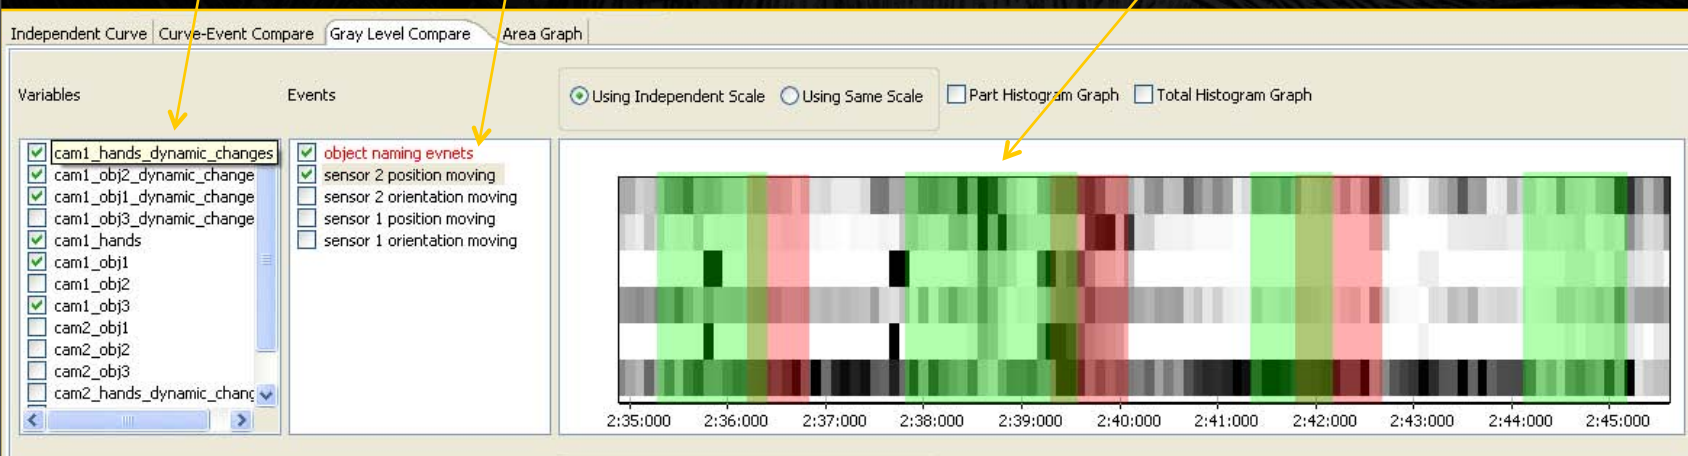 Independent Curve Curve-Event Compare Gray Level Compare Area Graph
Variables
Events
Using Independent Scale Using Same Scale Part Histogram Graph Total Histogram Graph
cam1_hands_dynamic_changes
cam1_obj2_dynamic_change
cam1_obj1_dynamic_change
cam1_obj3_dynamic_change
cam1_hands
cam1_obj1
cam1_obj2
cam1_obj3
cam2_obj1
cam2_obj2
cam2_obj3
cam2_hands_dynamic_chang
object naming evnets
sensor 2 position moving
sensor 2 orientation moving
sensor 1 position moving
sensor 1 orientation moving
2:35:000 2:36:000 2:37:000 2:38:000 2:39:000 2:40:000 2:41:000 2:42:000 2:43:000 2:44:000 2:45:000